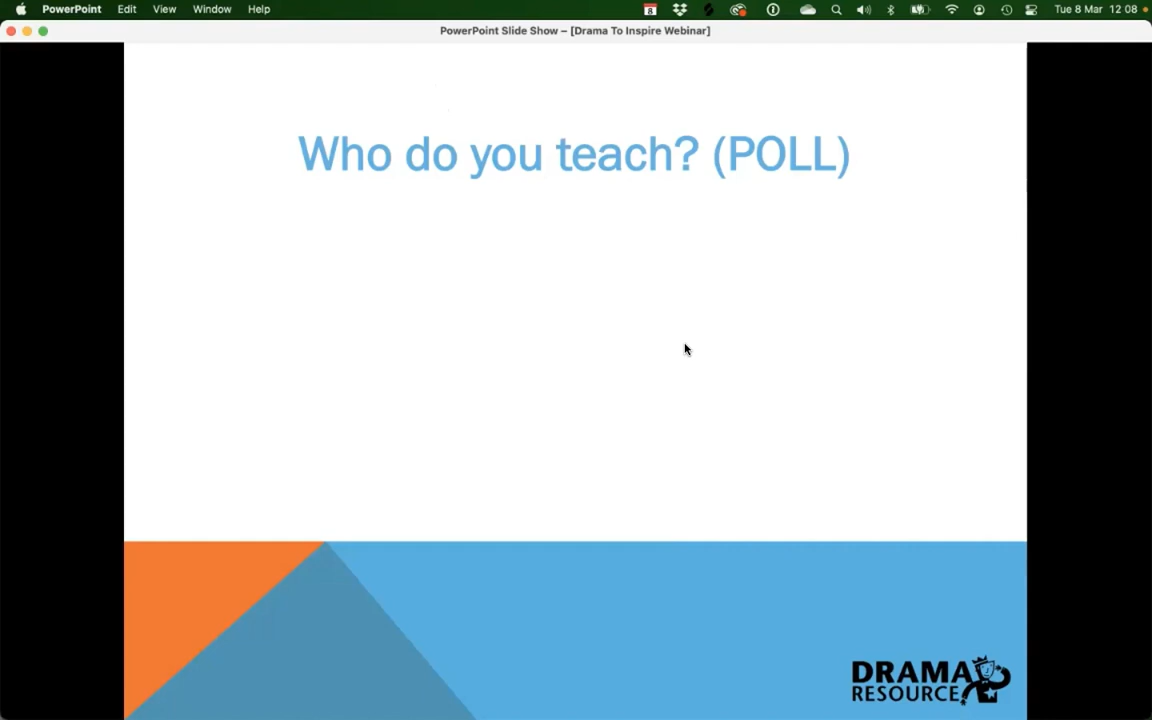 PowerPoint Edit View Window Help 8 Tue 8 Mar 12 08
PowerPoint Slide Show – [Drama To Inspire Webinar]
Who do you teach? (POLL)
DRAMA
RESOURCE